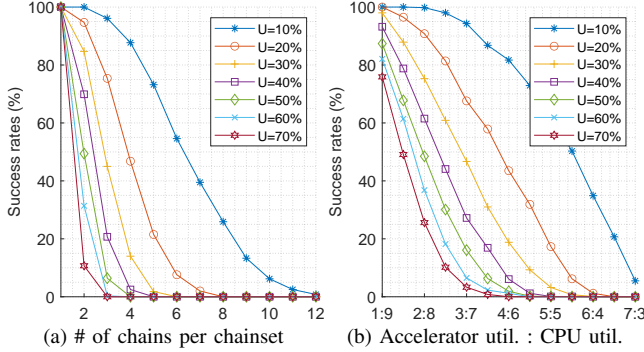 100
80
60
40
20
0
Success rates (%)
U=10%
U=20%
U=30%
U=40%
U=50%
U=60%
U=70%
2 4 6 8 10 12
(a) # of chains per chainset
100
80
60
40
20
0
Success rates (%)
U=10%
U=20%
U=30%
U=40%
U=50%
U=60%
U=70%
1:9 2:8 3:7 4:6 5:5 6:4 7:3
(b) Accelerator util. : CPU util.